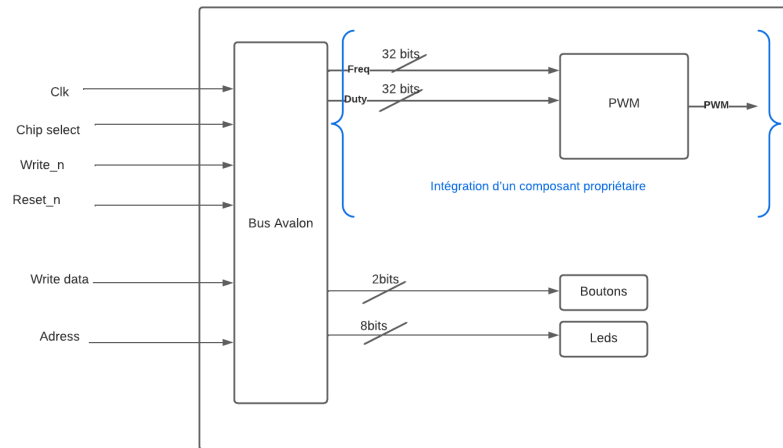 Clk
Chip select
Write_n
Reset_n
Write data
Adress
Bus Avalon
32 bits
Freq
32 bits
Duty
PWM
PWM
Intégration d'un composant propriétaire
2bits
Boutons
8bits
Leds